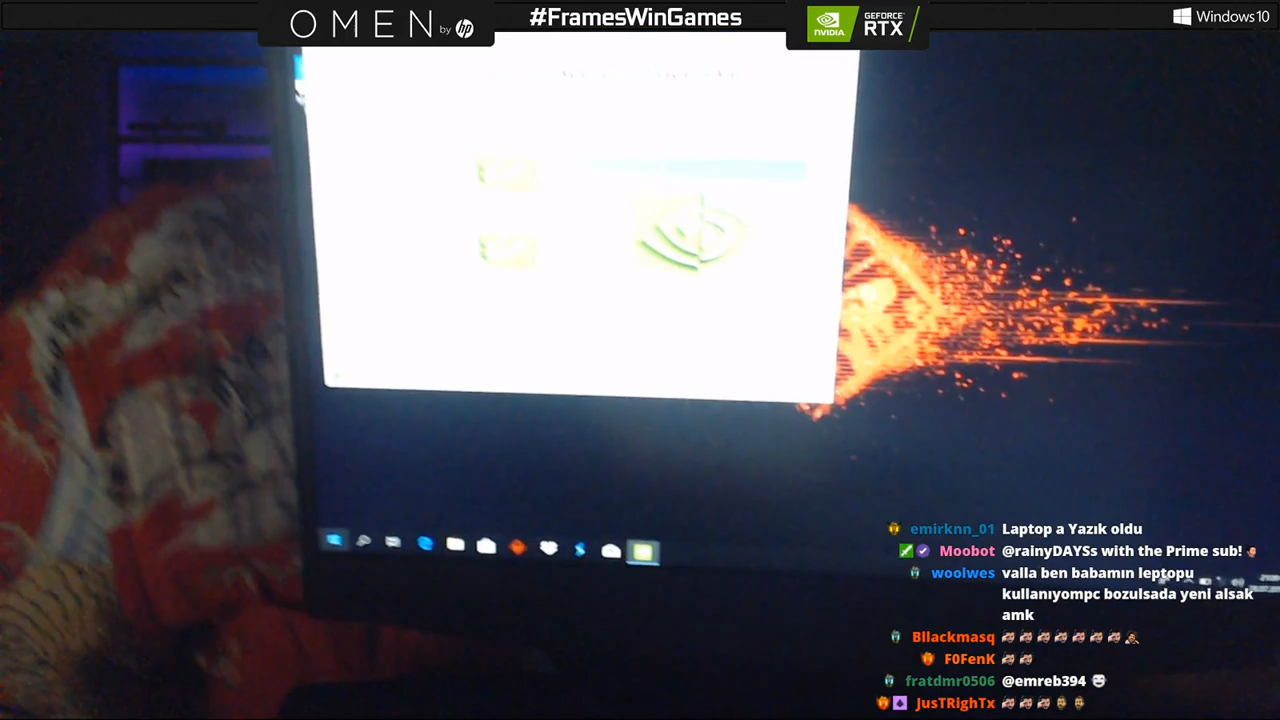 OMEN by hp
#FramesWinGames
NVIDIA
GEFORCE
RTX
Windows10
emirknn_01 Laptop a Yazık oldu
Moobot @rainyDAYSs with the Prime sub!
woolwes valla ben babamın leptopu
kullanıyompc bozulsada yeni alsak
amk
Bllackmasq
F0FenK
fratdmr0506 @emreb394
JusTRighTx